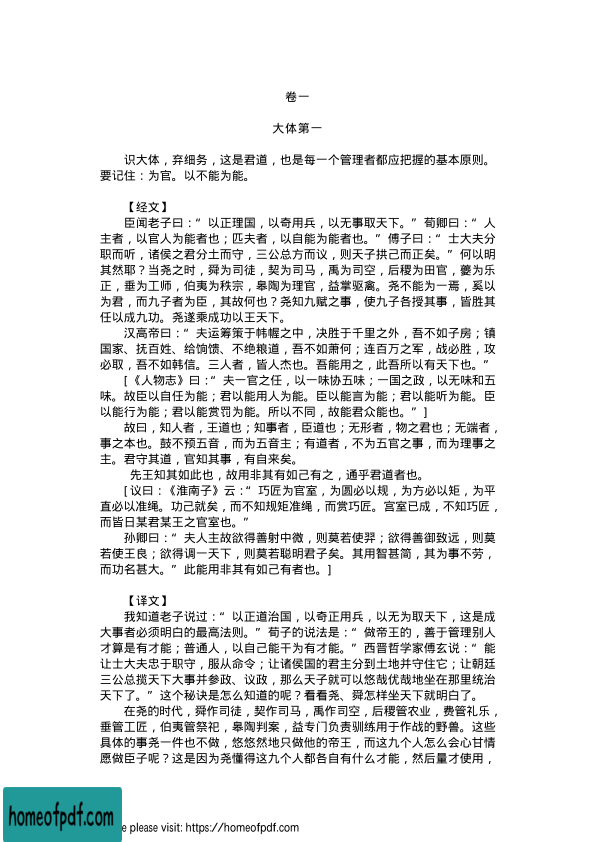 卷一
大体第一
识大体，弃细务，这是君道，也是每一个管理者都应把握的基本原则。
要记住：为官。以不能为能。
【经文】
臣闻老子曰：“以正理国，以奇用兵，以无事取天下。”荀卿曰：“人
主者，以官人为能者也；匹夫者，以自能为能者也。”傅子曰：“士大夫分
职而听，诸侯之君分土而守，三公总方而议，则天子拱己而正矣。”何以明
其然耶？当尧之时，舜为司徒，契为司马，禹为司空，后稷为田官，夔为乐
正，垂为工师，伯夷为秩宗，皋陶为理官，益掌驱禽。尧不能为一焉，奚以
为君，而九子者为臣，其故何也？尧知九赋之事，使九子各授其事，皆胜其
任以成九功。尧遂乘成功以王天下。
汉高帝曰：“夫运筹策于帏幄之中，决胜于千里之外，吾不如子房；镇
国家、抚百姓、给饷馈、不绝粮道，吾不如萧何；连百万之军，战必胜，攻
必取，吾不如韩信。三人者，皆人杰也。吾能用之，此吾所以有天下也。”
[《人物志》曰：“夫一官之任，以一味协五味；一国之政，以无味和五
味。故臣以自任为能；君以能用人为能。臣以能言为能；君以能听为能。臣
以能行为能；君以能赏罚为能。所以不同，故能君众能也。”]
故曰，知人者，王道也；知事者，臣道也；无形者，物之君也；无端者，
事之本也。鼓不预五音，而为五音主；有道者，不为五官之事，而为理事之
主。君守其道，官知其事，有自来矣。
先王知其如此也，故用非其有如己有之，通乎君道者也。
[议曰：《淮南子》云：“巧匠为官室，为圆必以规，为方必以矩，为平
直必以准绳。功己就矣，而不知规矩准绳，而赏巧匠。宫室已成，不知巧匠，
而皆日某君某王之官室也。”
孙卿曰：“夫人主故欲得善射中微，则莫若使羿；欲得善御致远，则莫
若使王良；欲得调一天下，则莫若聪明君子矣。其用智甚简，其为事不劳，
而功名甚大。”此能用非其有如己有者也。]
【译文】
我知道老子说过：“以正道治国，以奇正用兵，以无为取天下，这是成
大事者必须明白的最高法则。”荀子的说法是：“做帝王的，善于管理别人
才算是有才能；普通人，以自己能干为有才能。”西晋哲学家傅玄说：“能
让士大夫忠于职守，服从命令；让诸侯国的君主分到土地并守住它；让朝廷
三公总揽天下大事并参政、议政，那么天子就可以悠哉优哉地坐在那里统治
天下了。”这个秘诀是怎么知道的呢？看看尧、舜怎样坐天下就明白了。
在尧的时代，舜作司徒，契作司马，禹作司空，后稷管农业，费管礼乐，
垂管工匠，伯夷管祭祀，皋陶判案，益专门负责驯练用于作战的野兽。这些
具体的事尧一件也不做，悠悠然地只做他的帝王，而这九个人怎么会心甘情
愿做臣子呢？这是因为尧懂得这九个人都各自有什么才能，然后量才使用，
homeofpdf.com
e please visit: https://homeofpdf.com